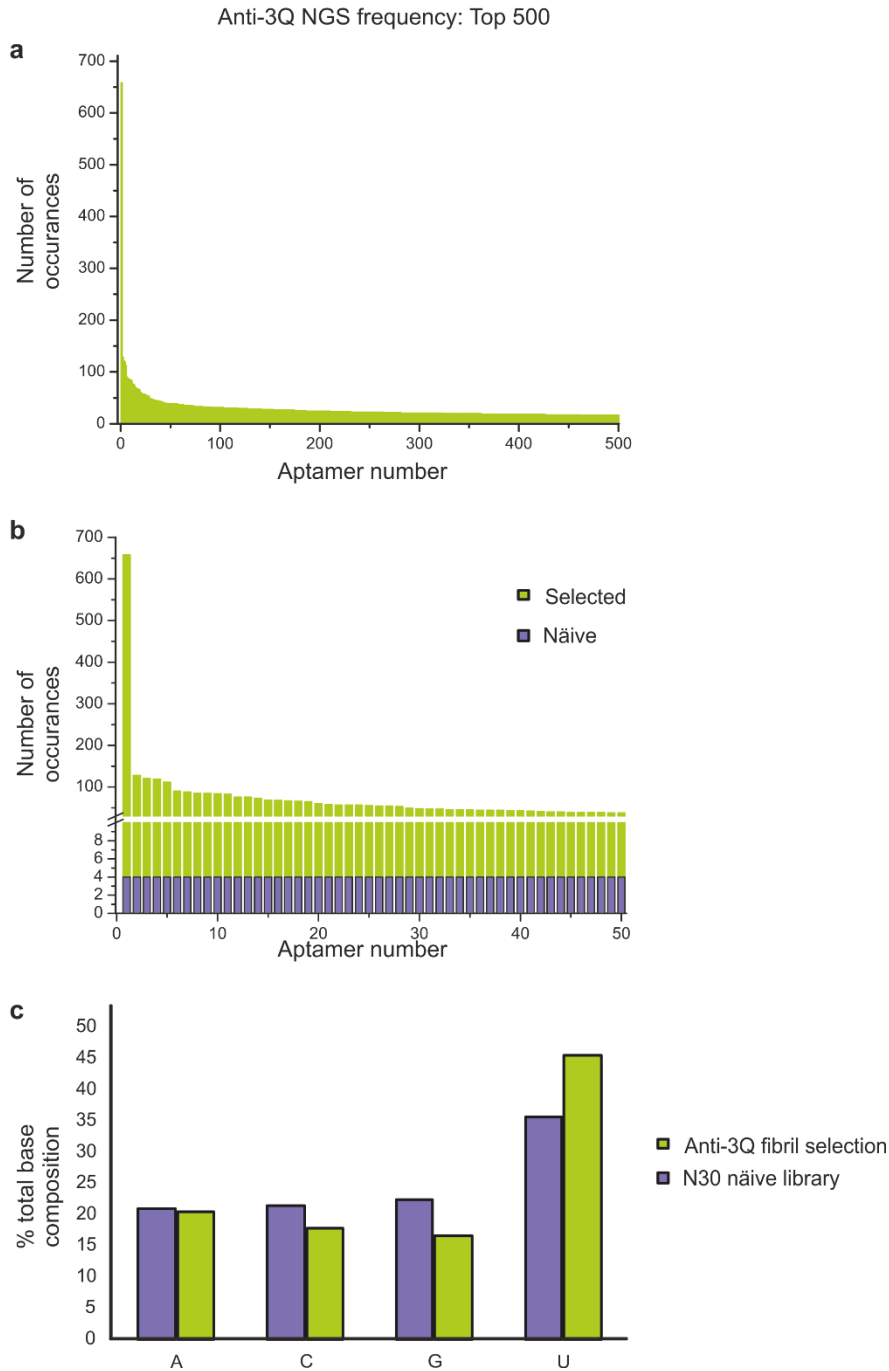 Anti-3Q NGS frequency: Top 500
a
700
600
500
400
300
200
100
0
Number of
occurances
0 100 200 300 400 500
Aptamer number
b
700
600
500
400
300
200
100
8
6
4
2
0
Number of
occurances
Selected
Näive
0 10 20 30 40 50
Aptamer number
c
50
45
40
35
30
25
20
15
10
5
0
% total base
composition
Anti-3Q fibril selection
N30 näive library
A C G U